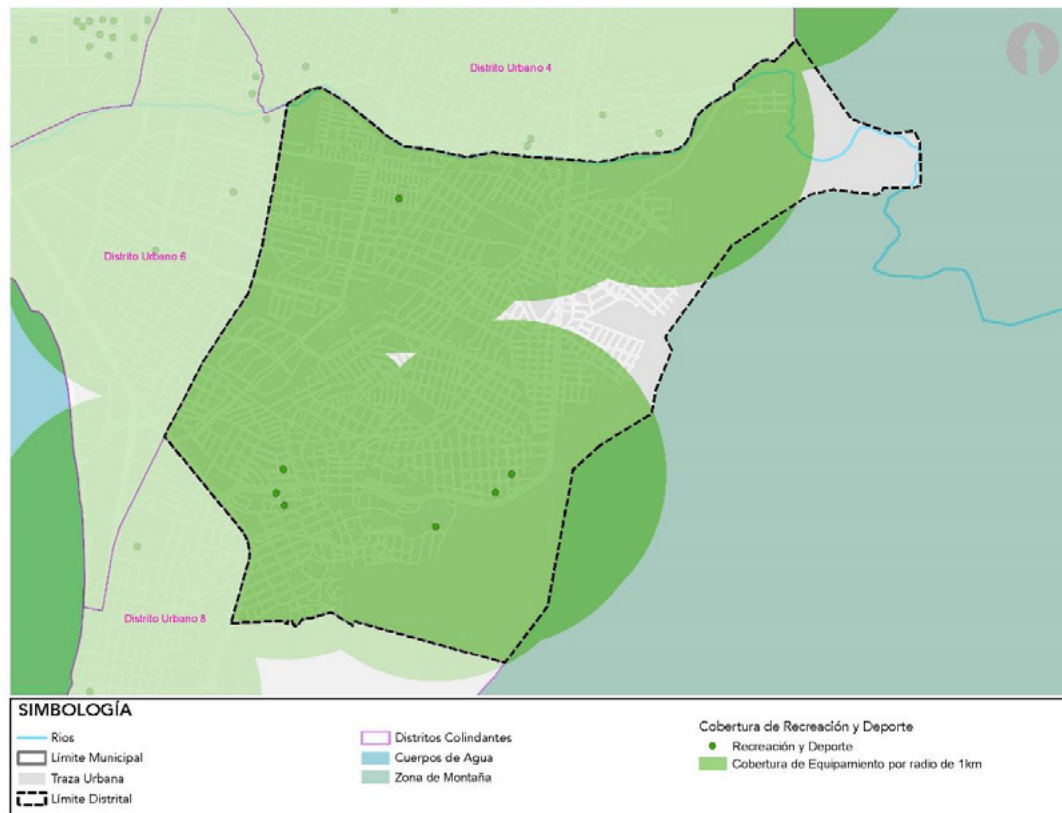 Distrito Urbano 4
Distrito Urbano 6
Distrito Urbano 8
SIMBOLOGÍA
Rios
Límite Municipal
Traza Urbana
Límite Distrital
Distritos Colindantes
Cuerpos de Agua
Zona de Montaña
Cobertura de Recreación y Deporte
Recreación y Deporte
Cobertura de Equipamiento por radio de 1km